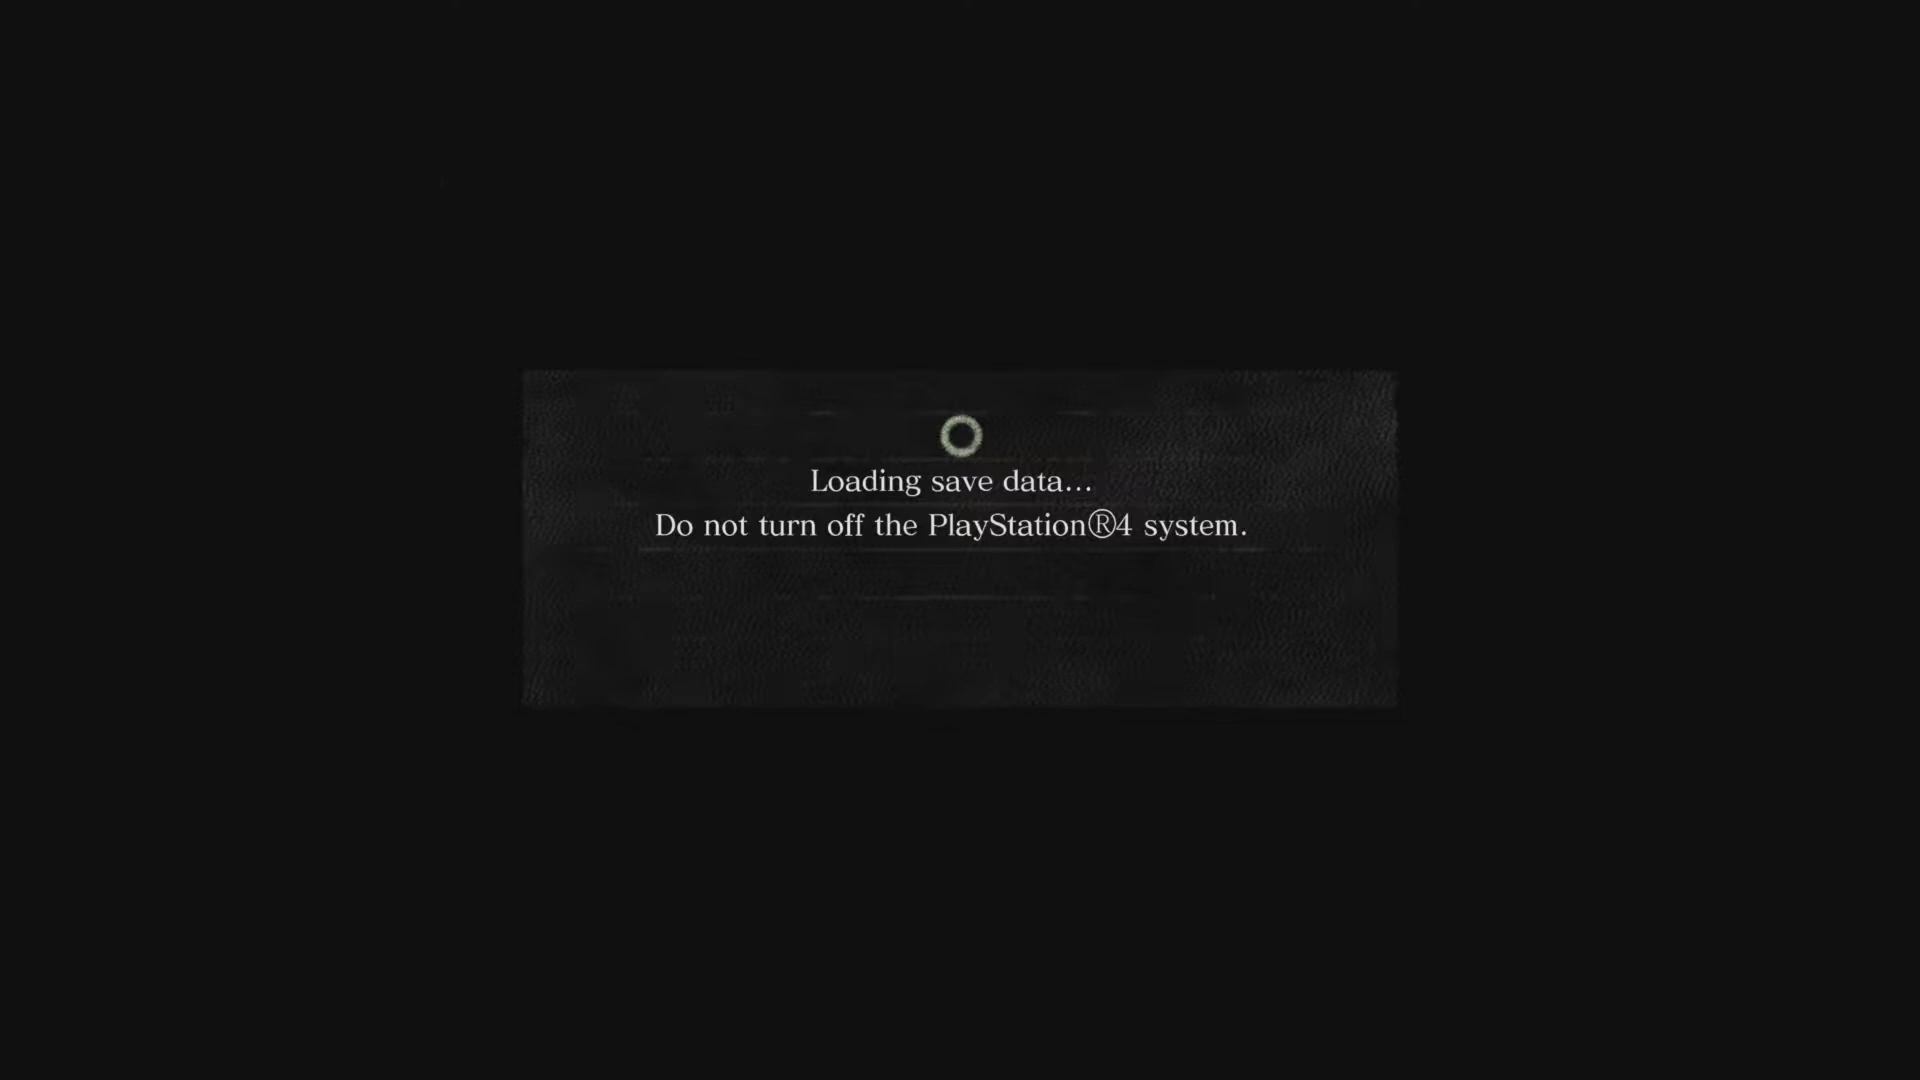 Loading save data...
Do not turn off the PlayStation®4 system.